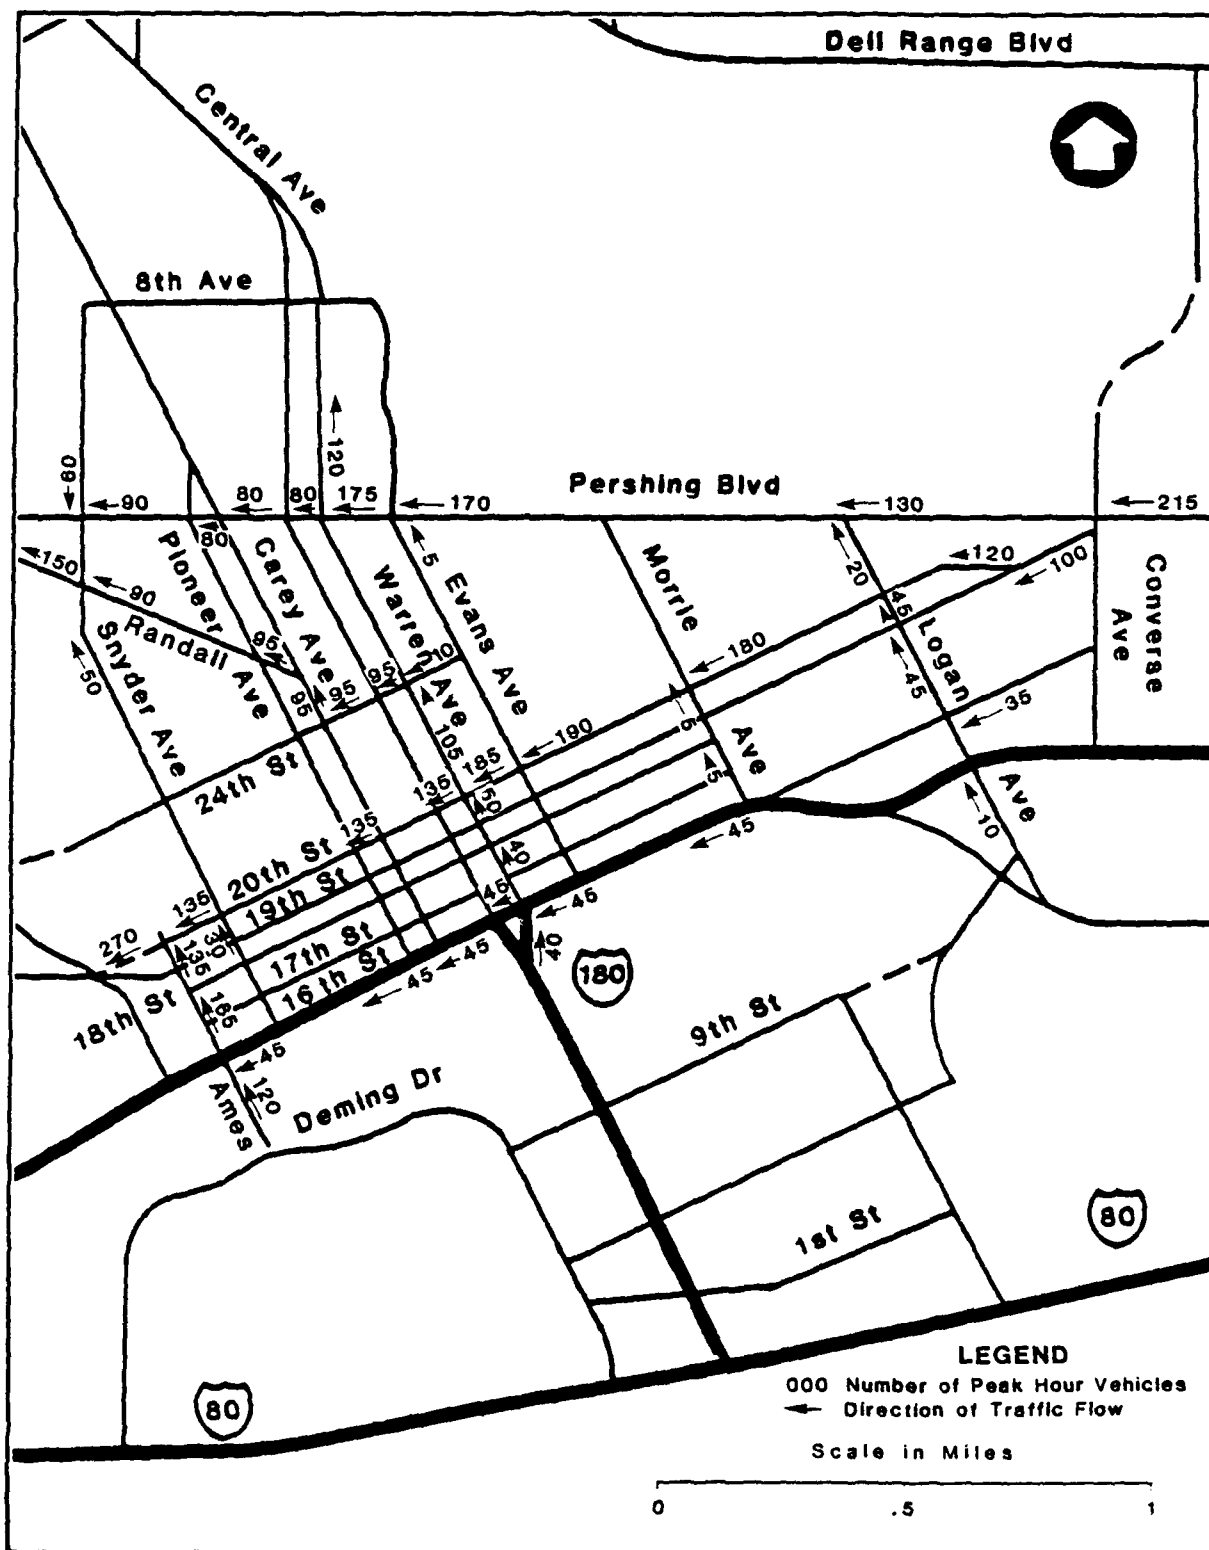 Dell Range Blvd
Central Ave
8th Ave
120
60
90
80
80
175
170
Pershing Blvd
130
215
80
150
90
Pioneer
Carey Ave
Warren Ave
5
Evans Ave
Morrie Ave
20
45
Logan Ave
120
100
Converse Ave
Randall Ave
Snyder Ave
50
95
95
95
95
10
180
45
35
24th St
105
190
5
5
185
135
50
135
40
45
10
20th St
19th St
135
30
270
135
17th St
16th St
18th St
165
45
45
45
45
40
180
45
120
Ames
Deming Dr
9th St
1st St
80
80
LEGEND
000 Number of Peak Hour Vehicles
Direction of Traffic Flow
Scale in Miles
0 .5 1